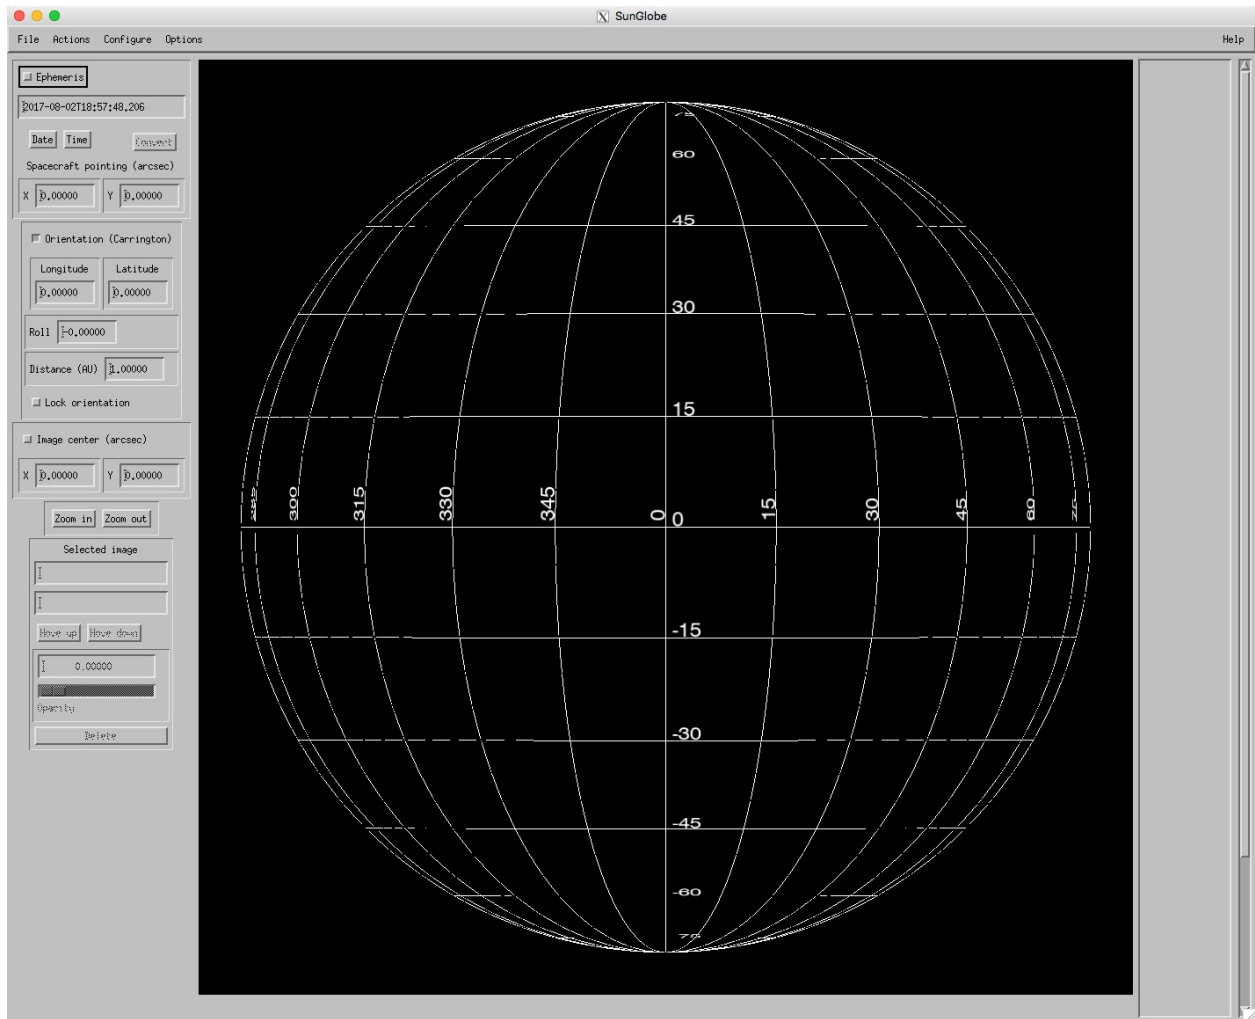 SunGlobe
File Actions Configure Options Help
Ephemeris
2017-08-02T18:57:48.206
Date Time Convert
Spacecraft pointing (arcsec)
X 0.00000 Y 0.00000
Orientation (Carrington)
Longitude Latitude
0.00000 0.00000
Roll -0.00000
Distance (AU) 1.00000
Lock orientation
Image center (arcsec)
X 0.00000 Y 0.00000
Zoom in Zoom out
Selected image
Move up Move down
0.00000
Opacity
Delete
75
60
45
30
15
300 315 330 345 0 0 15 30 45 60 75
-15
-30
-45
-60
-75